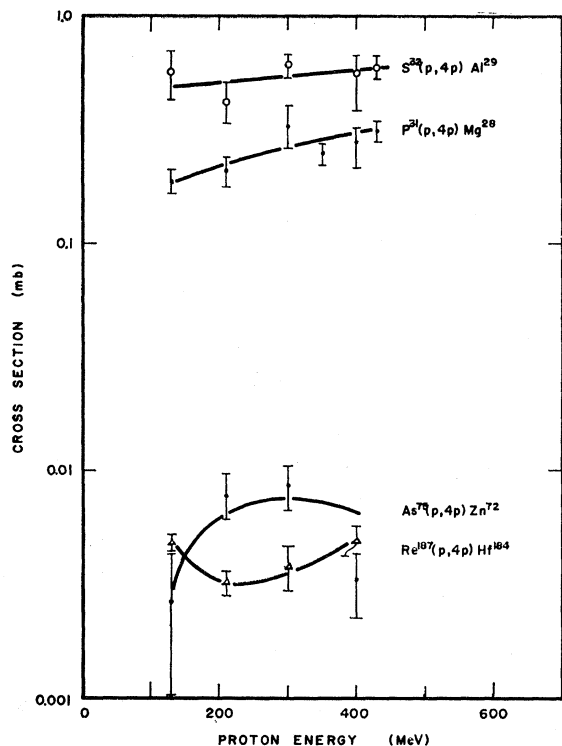 1.0
S³²(p,4p) Al²⁹
P³¹(p,4p) Mg²⁸
0.1
CROSS SECTION (mb)
0.01
As⁷⁵(p,4p) Zn⁷²
Re¹⁸⁷(p,4p) Hf¹⁸⁴
0.001
0 200 400 600
PROTON ENERGY (MeV)